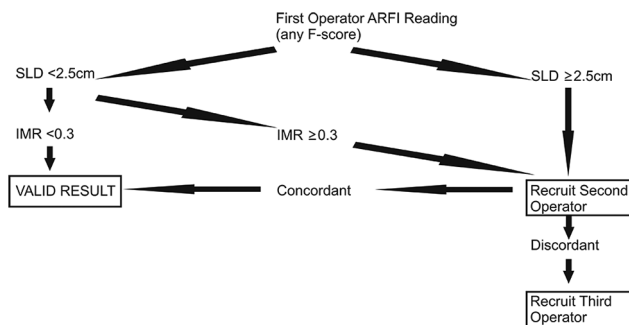 First Operator ARFI Reading
(any F-score)
SLD <2.5cm
SLD ≥2.5cm
IMR <0.3
IMR ≥0.3
VALID RESULT
Concordant
Recruit Second
Operator
Discordant
Recruit Third
Operator